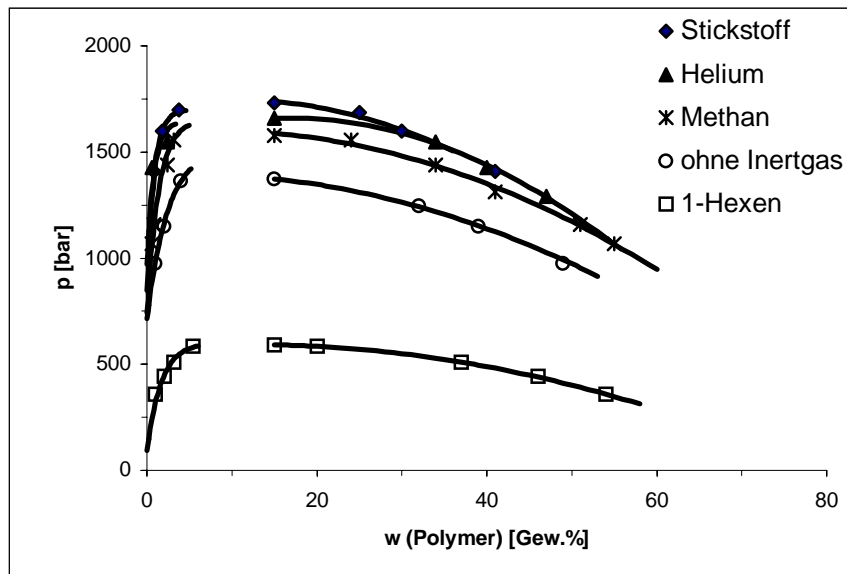 2000
1500
1000
500
0
p [bar]
0
20
40
60
80
w (Polymer) [Gew.%]
Stickstoff
Helium
Methan
ohne Inertgas
1-Hexen